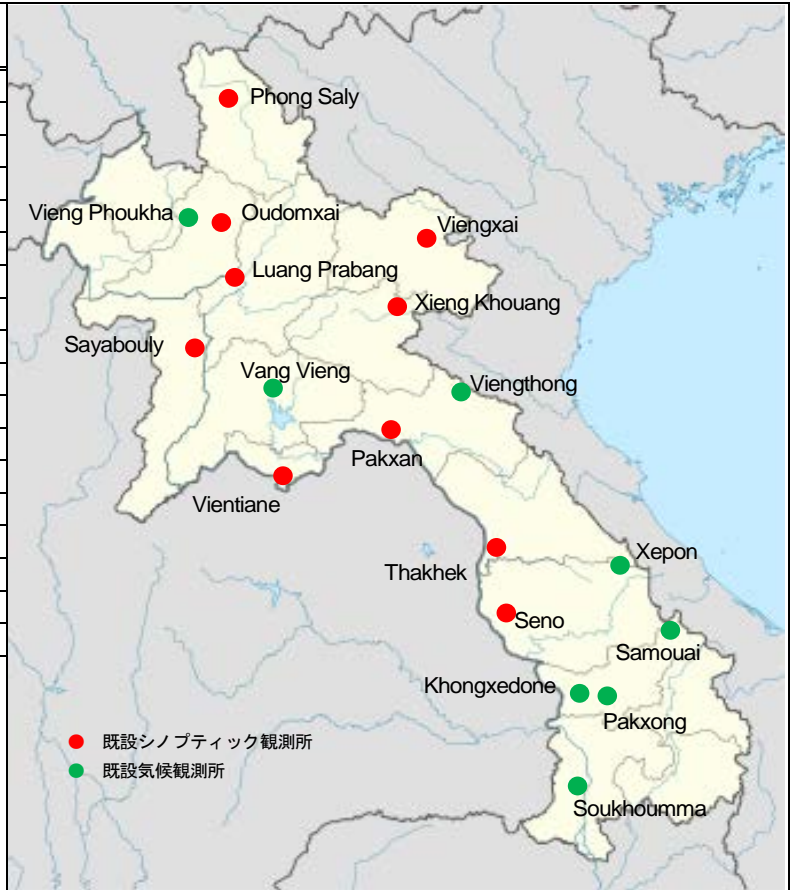 Phong Saly
Vieng Phoukha
Oudomxai
Viengxai
Luang Prabang
Xieng Khouang
Sayabouly
Vang Vieng
Viengthong
Pakxan
Vientiane
Thakhek
Xepon
Seno
Samouai
Khongxedone
Pakxong
既設シノプティック観測所
既設気候観測所
Soukhoumma